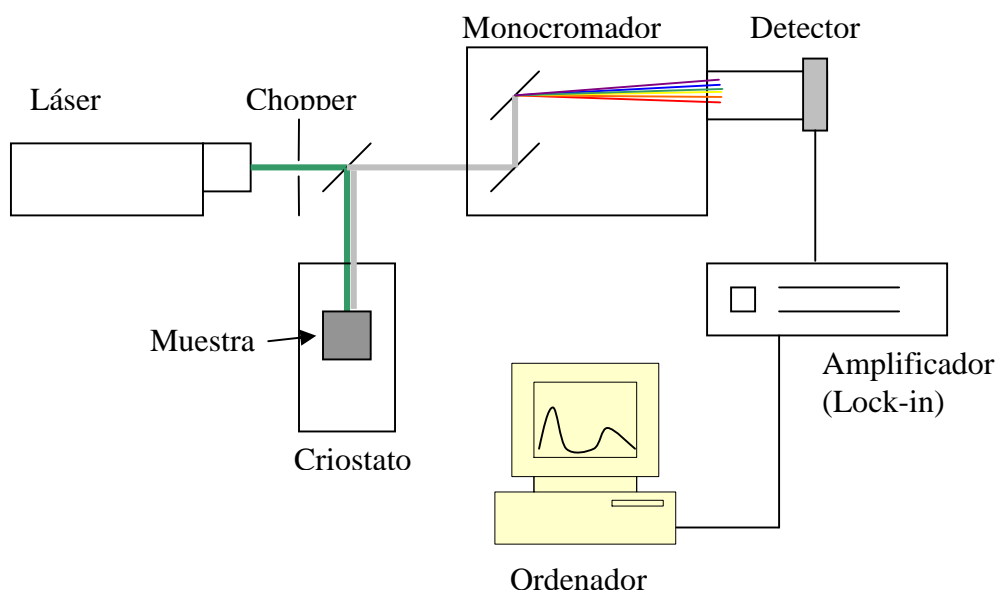 Monocromador
Detector
Láser
Chopper
Muestra
Amplificador
(Lock-in)
Criostato
Ordenador